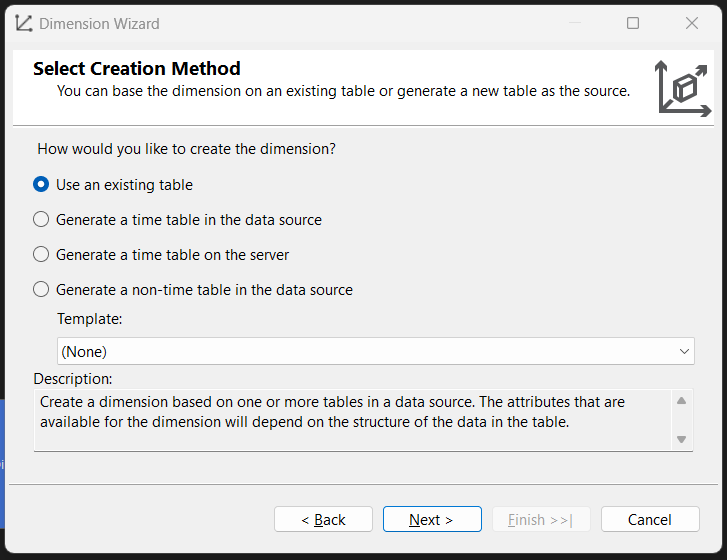 Dimension Wizard
Select Creation Method
You can base the dimension on an existing table or generate a new table as the source.
How would you like to create the dimension?
Use an existing table
Generate a time table in the data source
Generate a time table on the server
Generate a non-time table in the data source
Template:
(None)
Description:
Create a dimension based on one or more tables in a data source. The attributes that are
available for the dimension will depend on the structure of the data in the table.
< Back
Next >
Finish >>|
Cancel